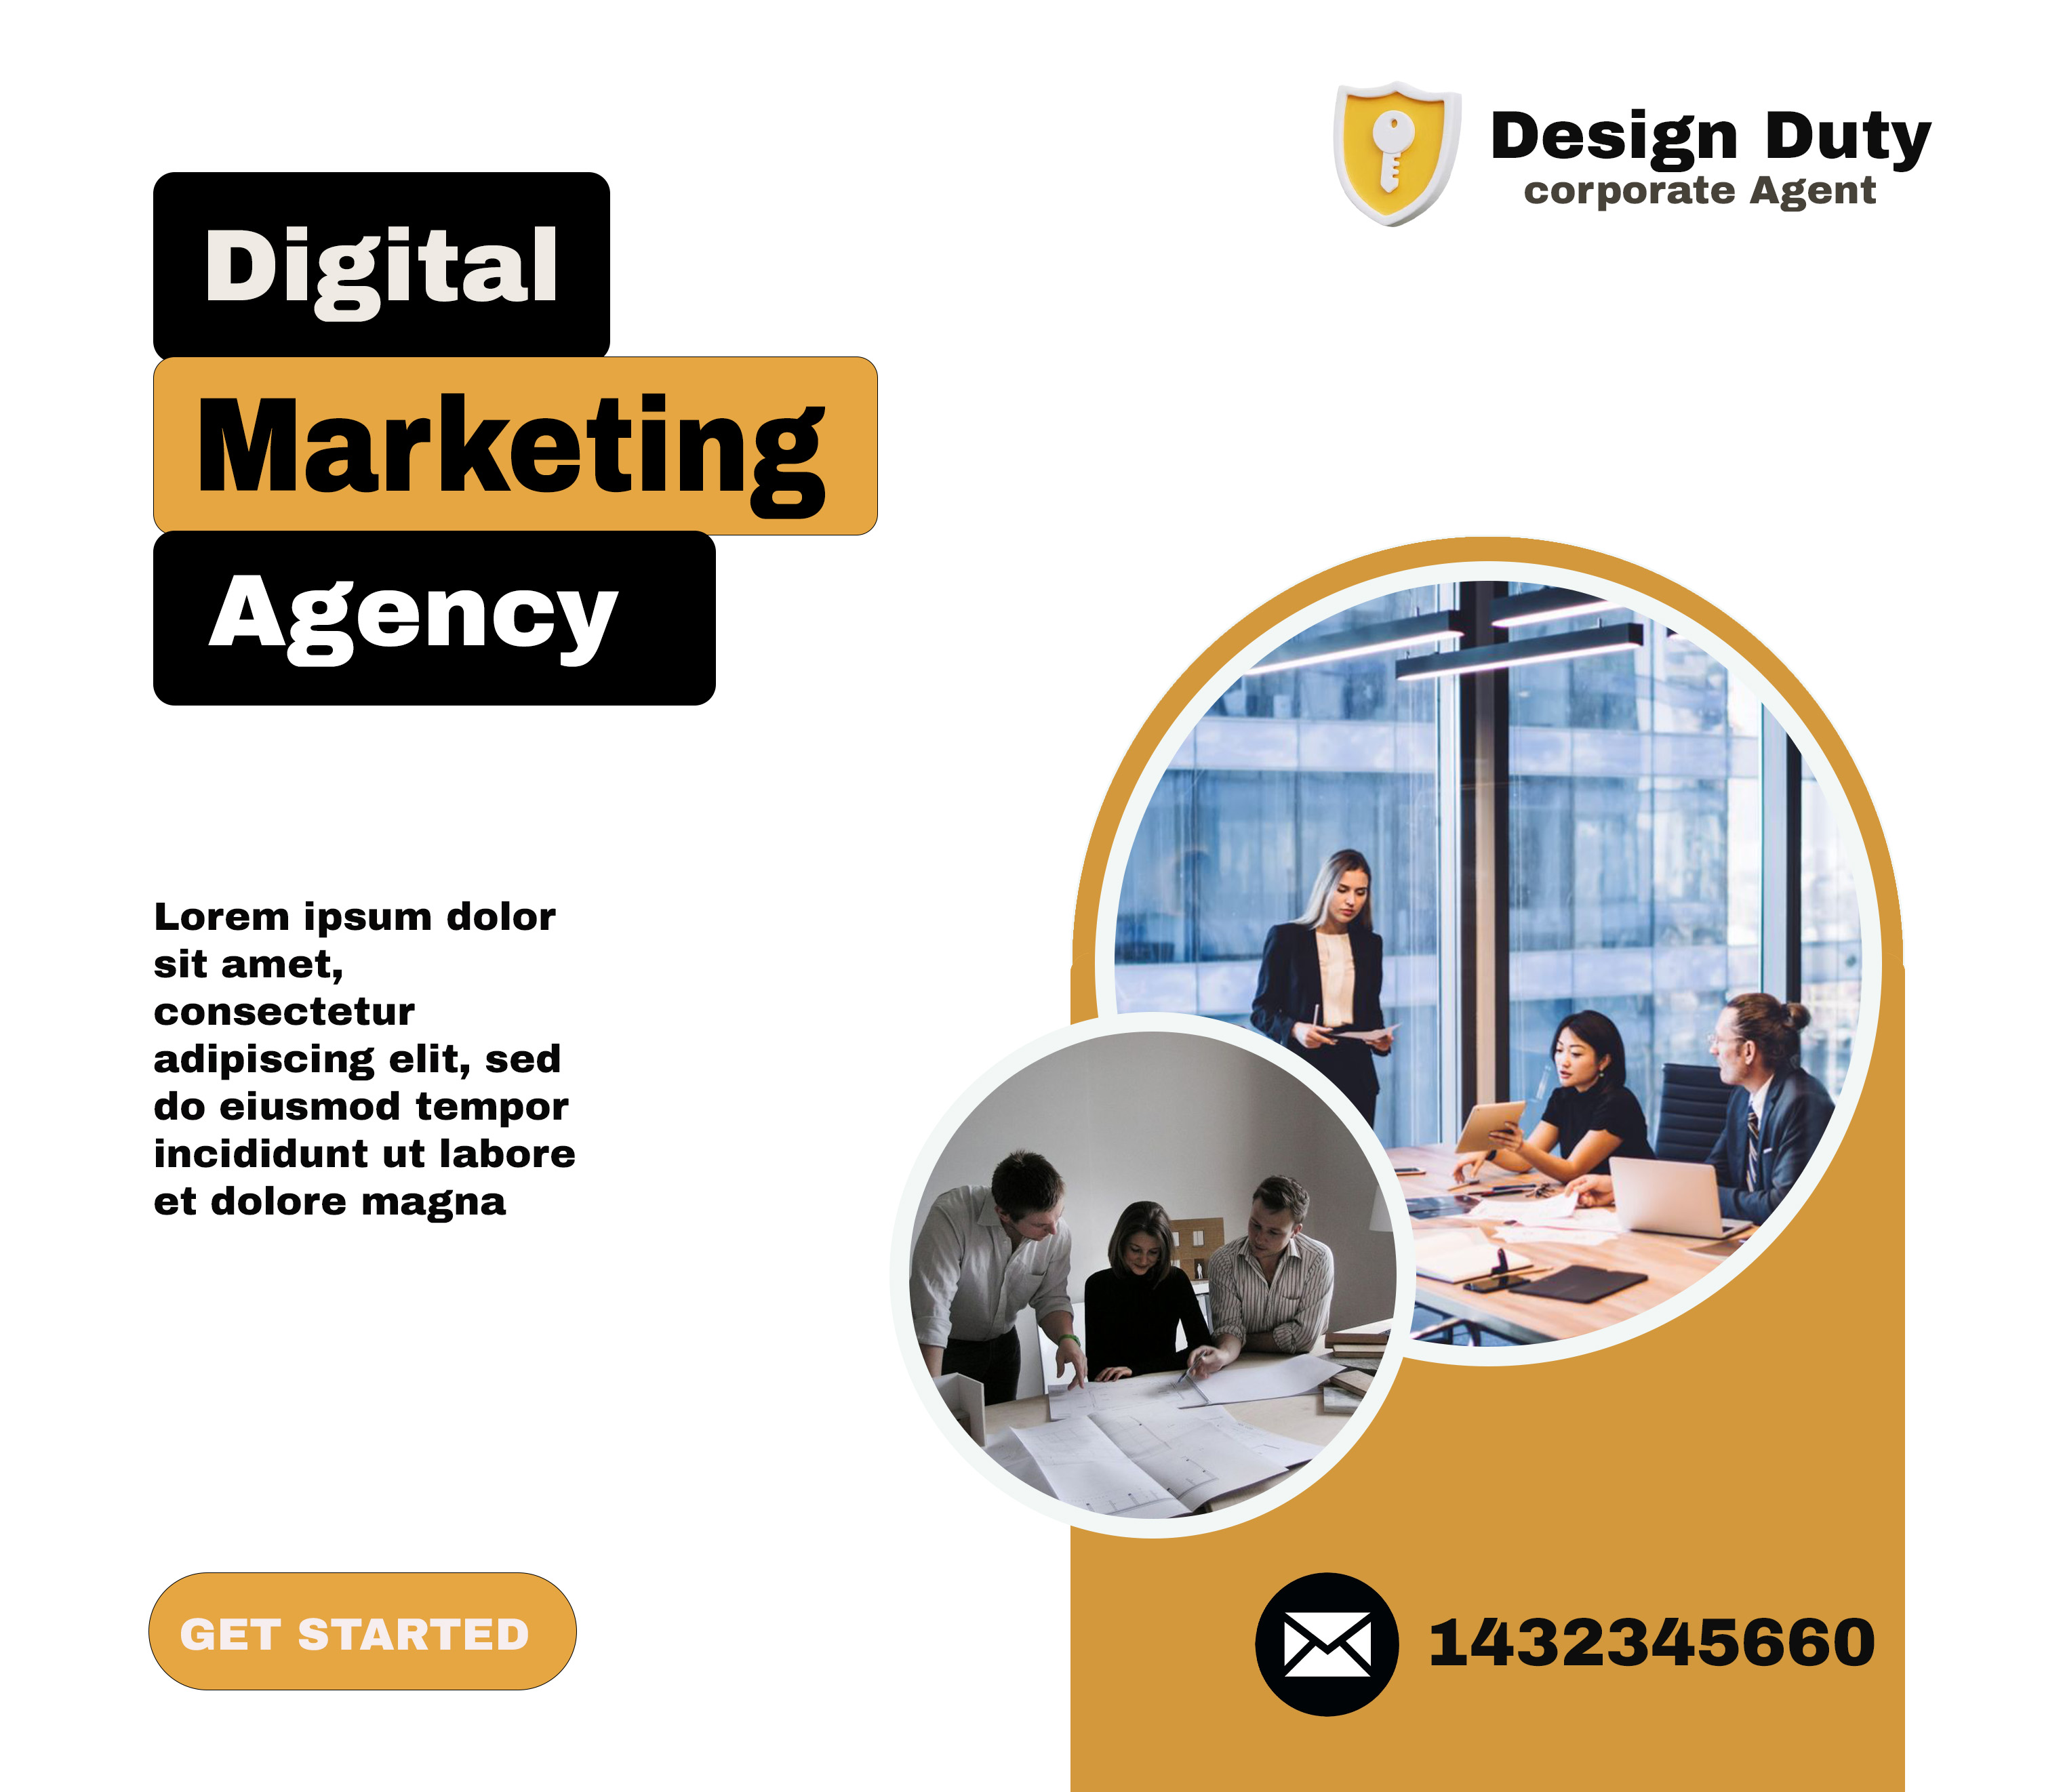 Design Duty
corporate Agent
Digital
Marketing
Agency
Lorem ipsum dolor
sit amet,
consectetur
adipiscing elit, sed
do eiusmod tempor
incididunt ut labore
et dolore magna
GET STARTED
1432345660